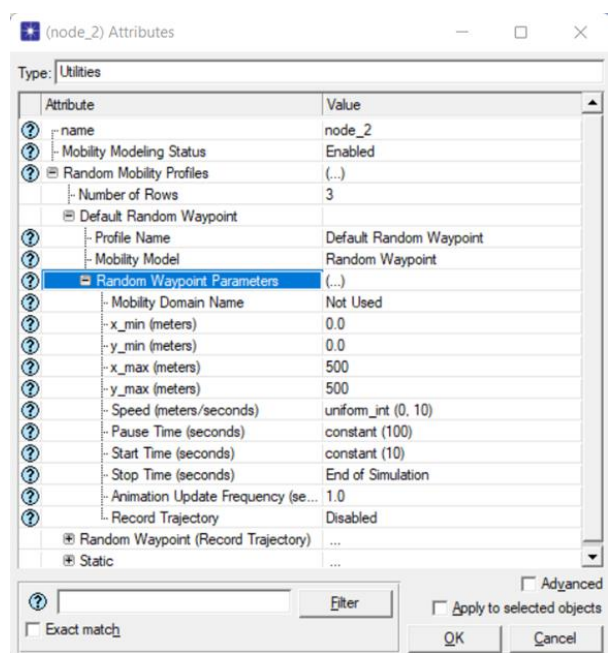 (node_2) Attributes
Type: Utilities
Attribute Value
name node_2
Mobility Modeling Status Enabled
Random Mobility Profiles (...)
Number of Rows 3
Default Random Waypoint
Profile Name Default Random Waypoint
Mobility Model Random Waypoint
Random Waypoint Parameters (...)
Mobility Domain Name Not Used
x_min (meters) 0.0
y_min (meters) 0.0
x_max (meters) 500
y_max (meters) 500
Speed (meters/seconds) uniform_int (0, 10)
Pause Time (seconds) constant (100)
Start Time (seconds) constant (10)
Stop Time (seconds) End of Simulation
Animation Update Frequency (se... 1.0
Record Trajectory Disabled
Random Waypoint (Record Trajectory) ...
Static ...
Advanced
Filter
Apply to selected objects
Exact match
OK Cancel